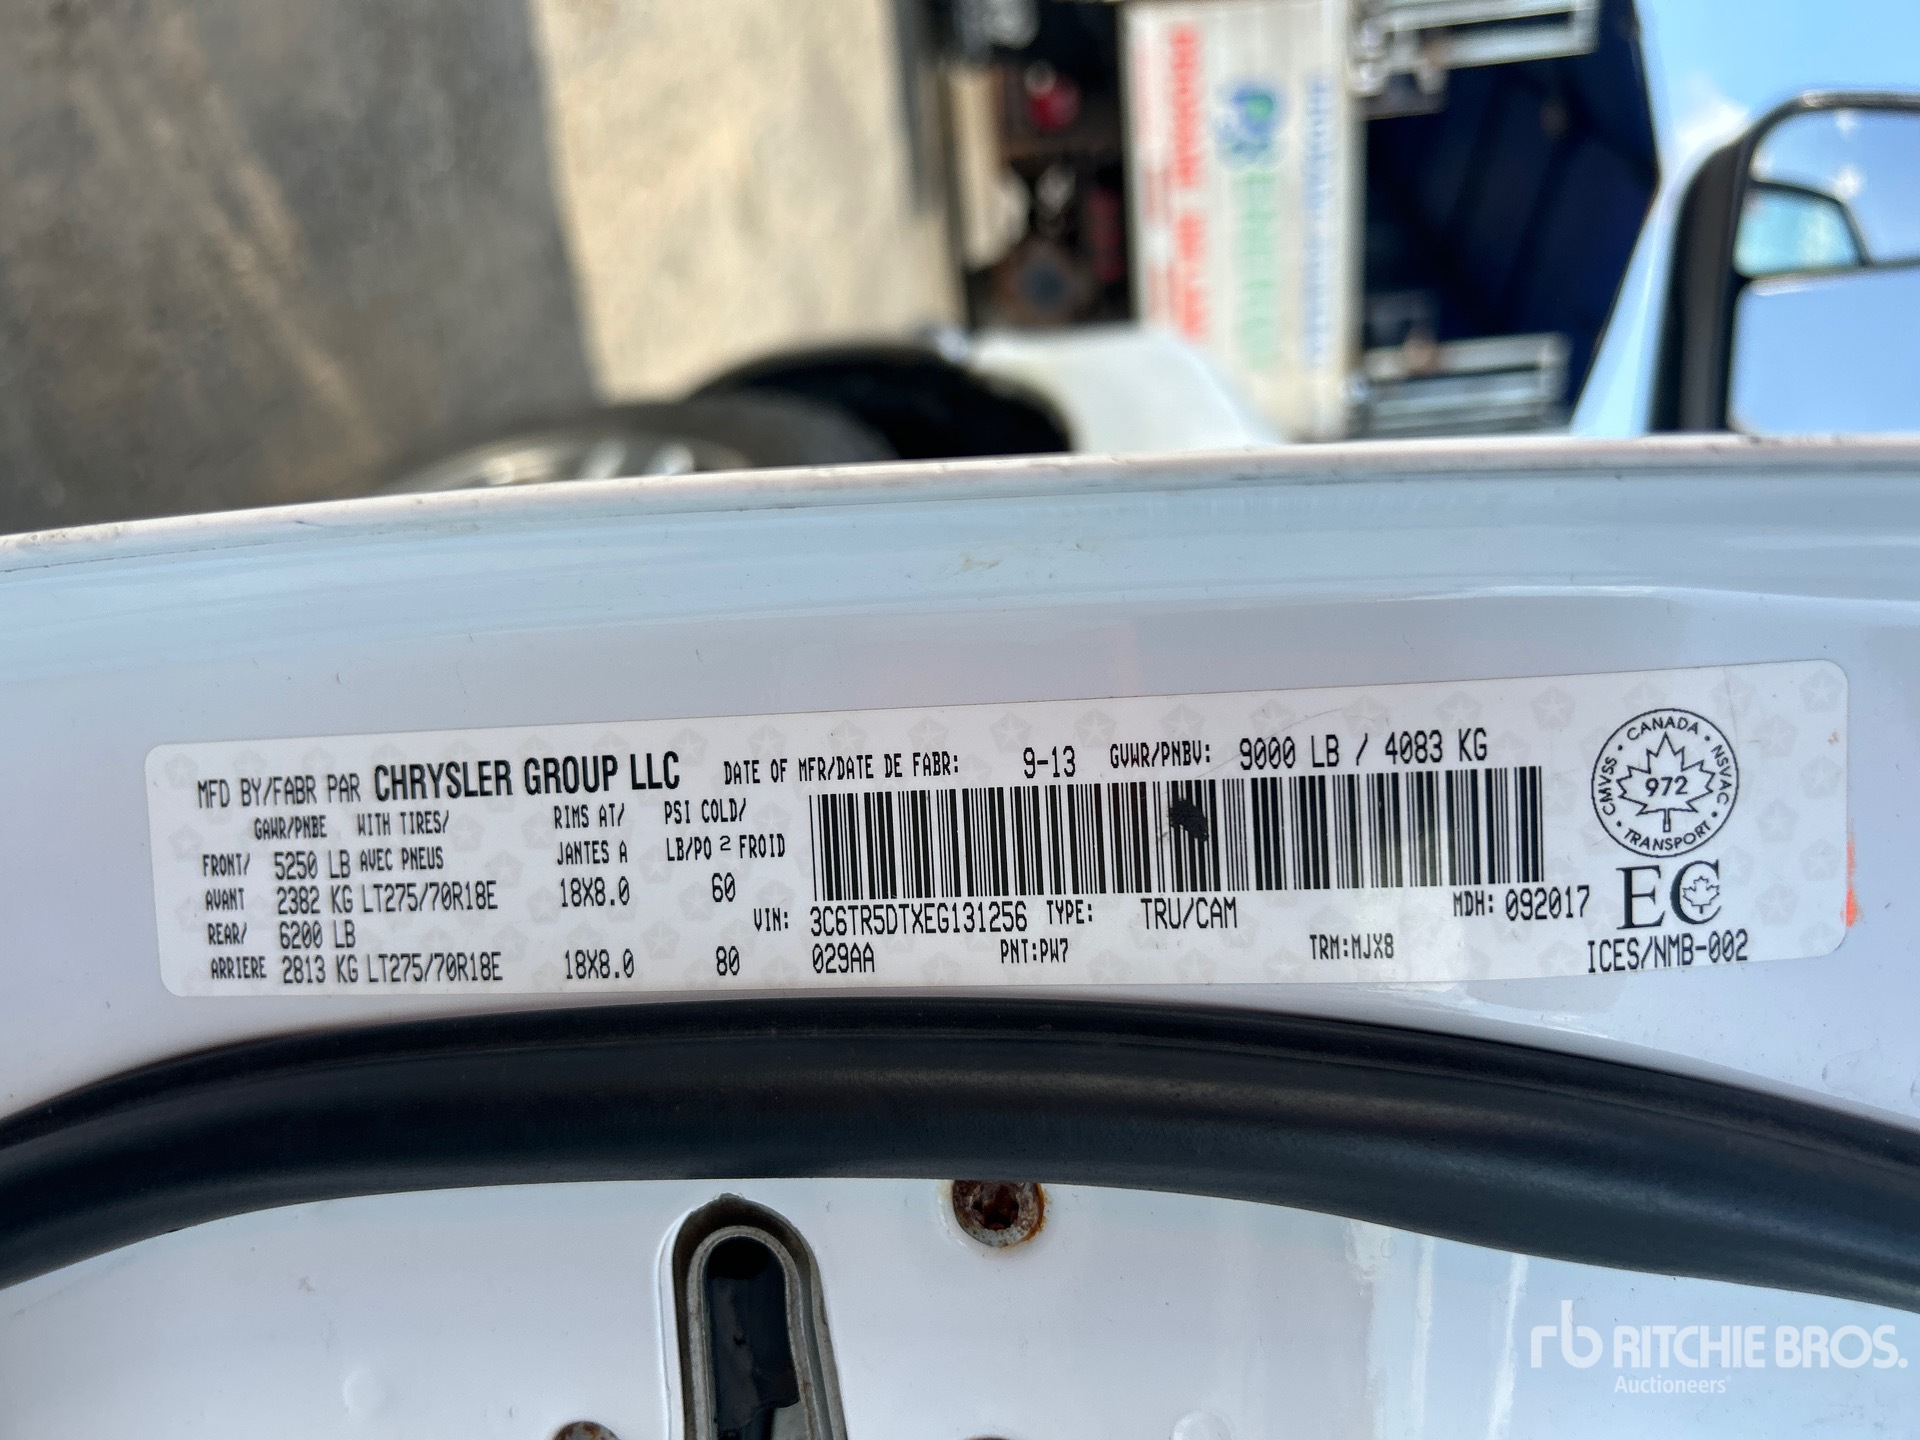 MFD BY/FABR PAR CHRYSLER GROUP LLC DATE OF MFR/DATE DE FABR: 9-13 GVWR/PNBV: 9000 LB / 4083 KG
GAWR/PNBE WITH TIRES/ RIMS AT/ PSI COLD/
FRONT/ 5250 LB AVEC PNEUS JANTES A LB/PO 2 FROID
AVANT 2382 KG LT275/70R18E 18X8.0 60
REAR/ 6200 LB
ARRIERE 2813 KG LT275/70R18E 18X8.0 80
VIN: 3C6TR5DTXEG131256 TYPE: TRU/CAM MDH: 092017
029AA PNT:PW7 TRM:MJX8 ICES/NMB-002
CMVSS • CANADA • NSVAC • TRANSPORT •
972
EC
rb RITCHIE BROS.
Auctioneers